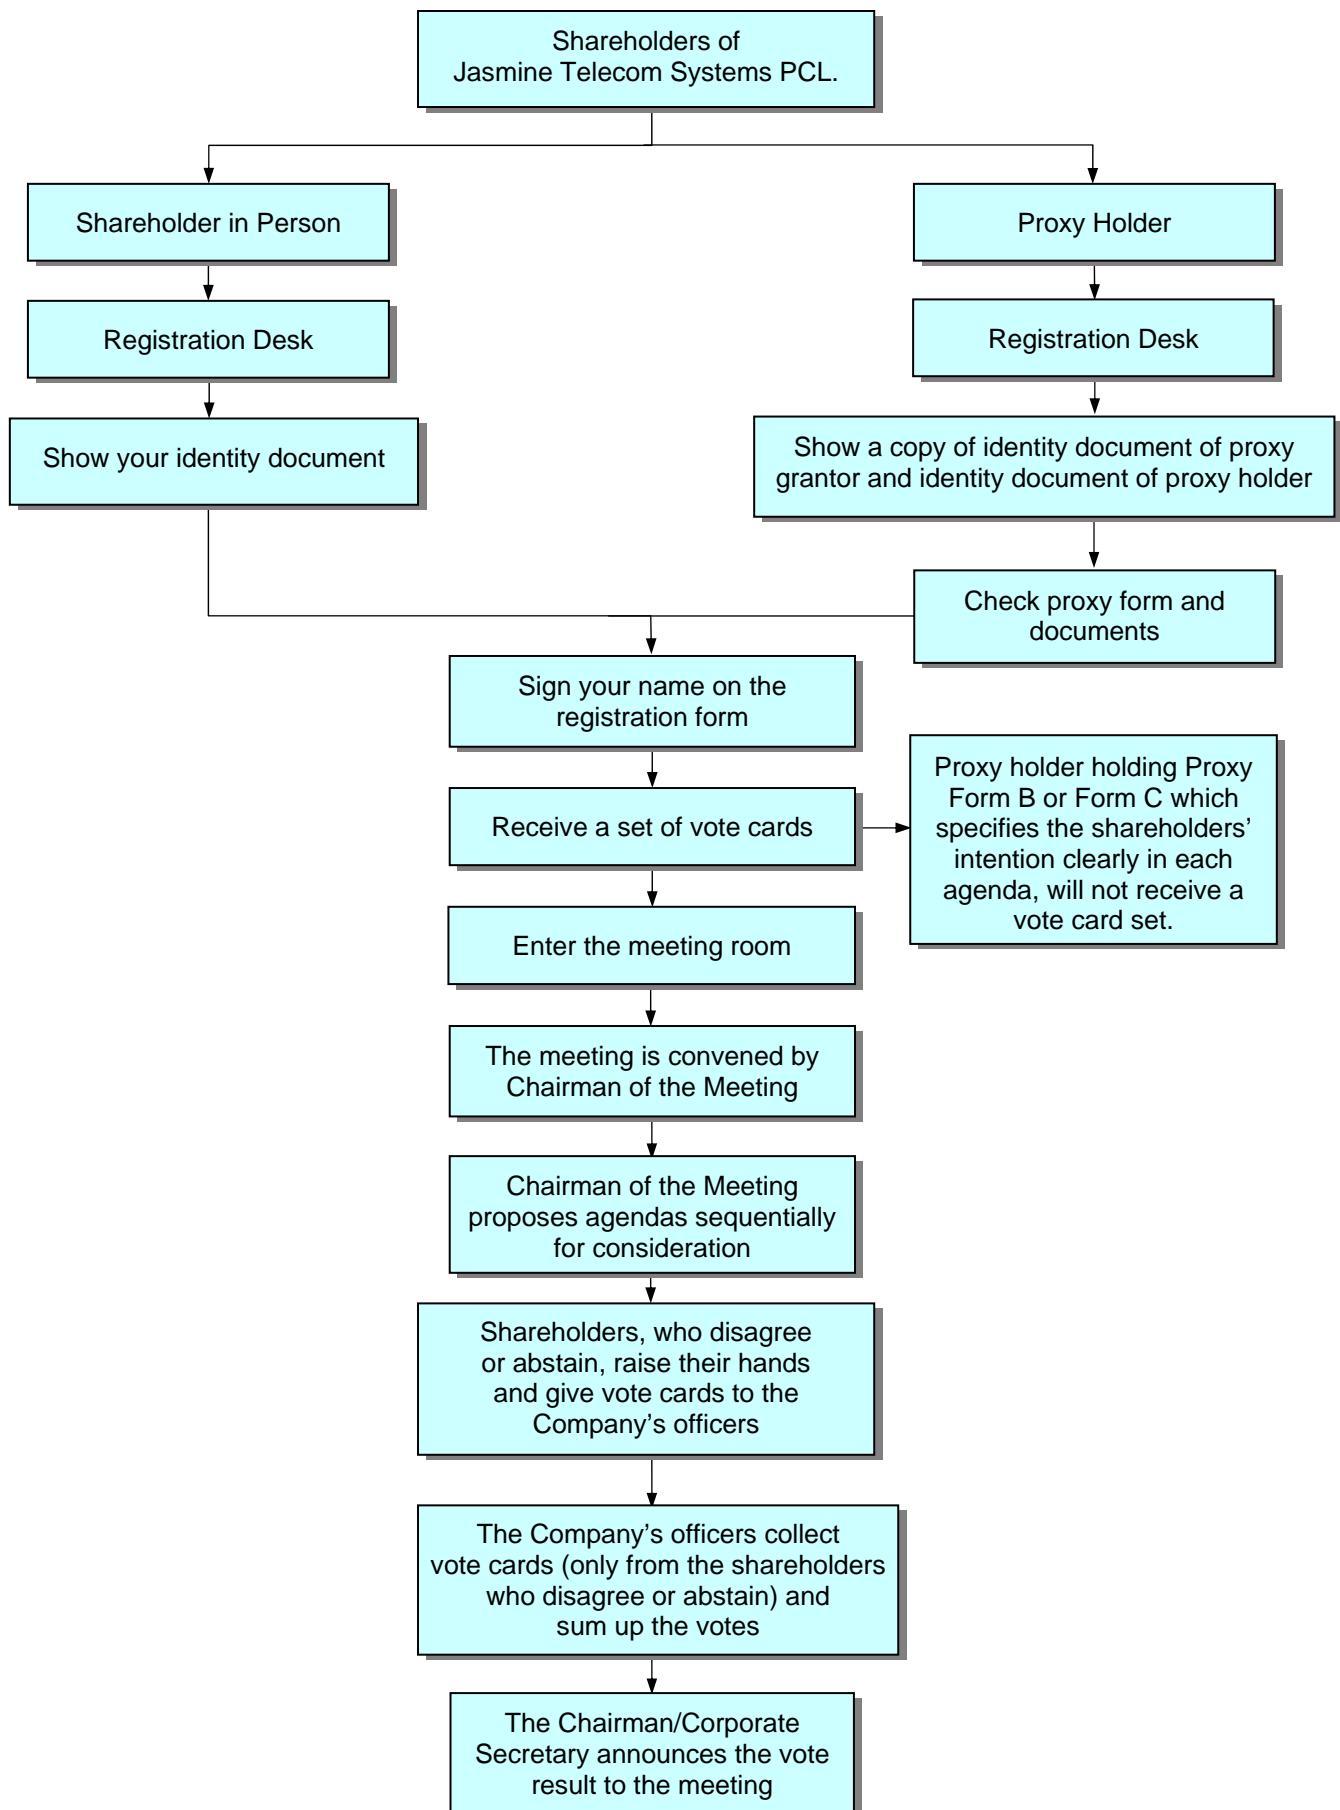 Shareholders of
Jasmine Telecom Systems PCL.
Shareholder in Person
Proxy Holder
Registration Desk
Registration Desk
Show your identity document
Show a copy of identity document of proxy
grantor and identity document of proxy holder
Check proxy form and
documents
Sign your name on the
registration form
Receive a set of vote cards
Proxy holder holding Proxy
Form B or Form C which
specifies the shareholders’
intention clearly in each
agenda, will not receive a
vote card set.
Enter the meeting room
The meeting is convened by
Chairman of the Meeting
Chairman of the Meeting
proposes agendas sequentially
for consideration
Shareholders, who disagree
or abstain, raise their hands
and give vote cards to the
Company’s officers
The Company’s officers collect
vote cards (only from the shareholders
who disagree or abstain) and
sum up the votes
The Chairman/Corporate
Secretary announces the vote
result to the meeting